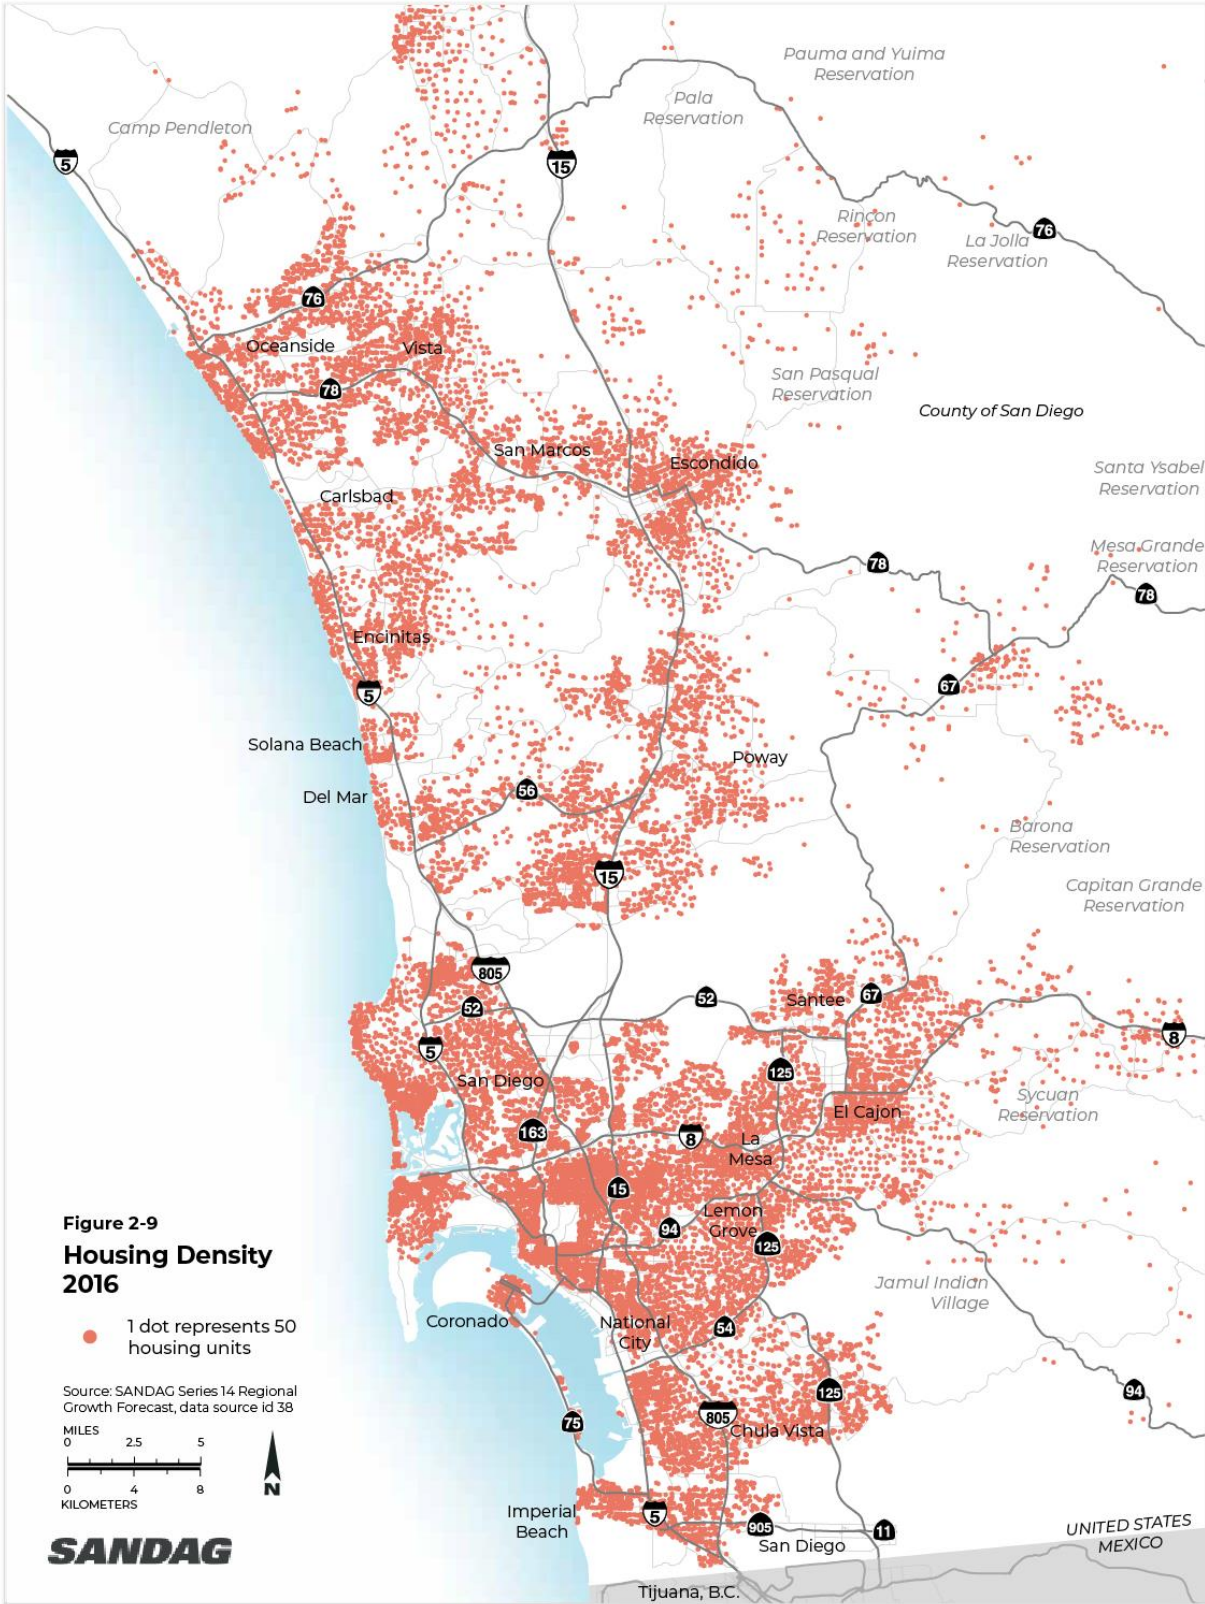 Pauma and Yuima
Reservation
Pala
Reservation
Camp Pendleton
5
15
Rincon
Reservation
76
La Jolla
Reservation
76
Oceanside
Vista
78
San Pasqual
Reservation
County of San Diego
San Marcos
Escondido
Santa Ysabel
Reservation
Carlsbad
Mesa Grande
Reservation
78
78
Encinitas
5
67
Solana Beach
Poway
Del Mar
56
Barona
Reservation
15
Capitan Grande
Reservation
805
52
52
Santee
67
8
5
San Diego
125
Sycuan
Reservation
El Cajon
163
8
La
Mesa
15
Lemon
Grove
94
125
Jamul Indian
Village
Coronado
National
City
54
125
94
805
75
Chula Vista
Imperial
Beach
5
905
11
San Diego
UNITED STATES
MEXICO
Tijuana, B.C.
Figure 2-9
Housing Density
2016
1 dot represents 50
housing units
Source: SANDAG Series 14 Regional
Growth Forecast, data source id 38
MILES
0 2.5 5
0 4 8
KILOMETERS
N
SANDAG